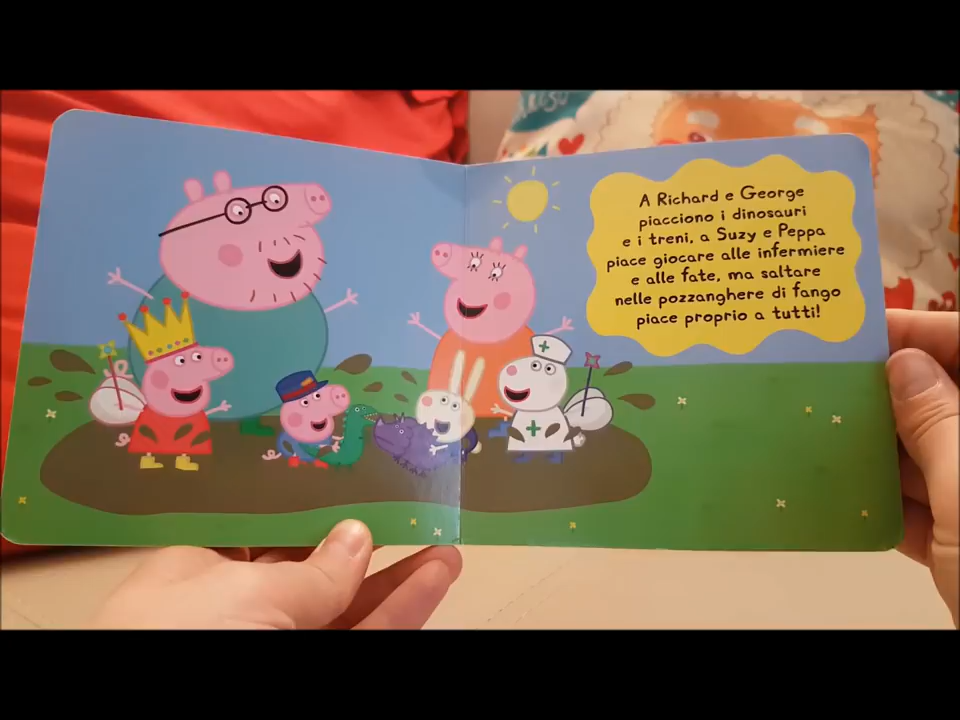 A Richard e George
piacciono i dinosauri
e i treni, a Suzy e Peppa
piace giocare alle infermiere
e alle fate, ma saltare
nelle pozzanghere di fango
piace proprio a tutti!